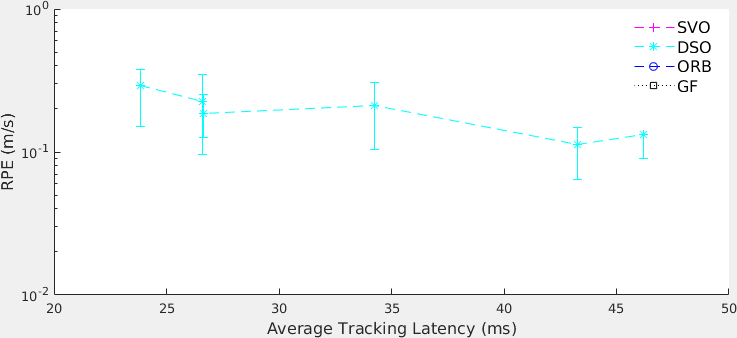 10^0
SVO
DSO
ORB
GF
RPE (m/s)
10^-1
10^-2
20 25 30 35 40 45 50
Average Tracking Latency (ms)